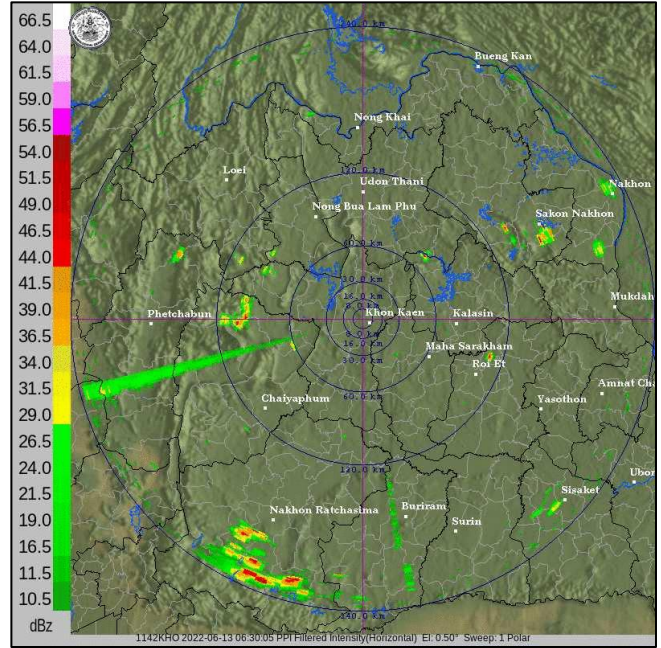 66.5
64.0
61.5
59.0
56.5
54.0
51.5
49.0
46.5
44.0
41.5
39.0
36.5
34.0
31.5
29.0
26.5
24.0
21.5
19.0
16.5
13.5
11.5
10.5
dBz
Bueng Kan
Nong Khai
Loei
Udon Thani
Nakhon
Nong Bua Lam Phu
Sakon Nakhon
60.0 km
30.0 km
Mukdah
Phetchabun
Khon Kaen
Kalasin
Maha Sarakham
30.0 km
Roi Et
60.0 km
Amnat Cha
Chaiyaphum
Yasothon
120.0 km
Ubon
Sisaket
Nakhon Ratchasima
Buriram
Surin
1142KHO 2022-06-13 06:30:05 PPI Filtered Intensity(Horizontal) El: 0.50° Sweep: 1 Polar